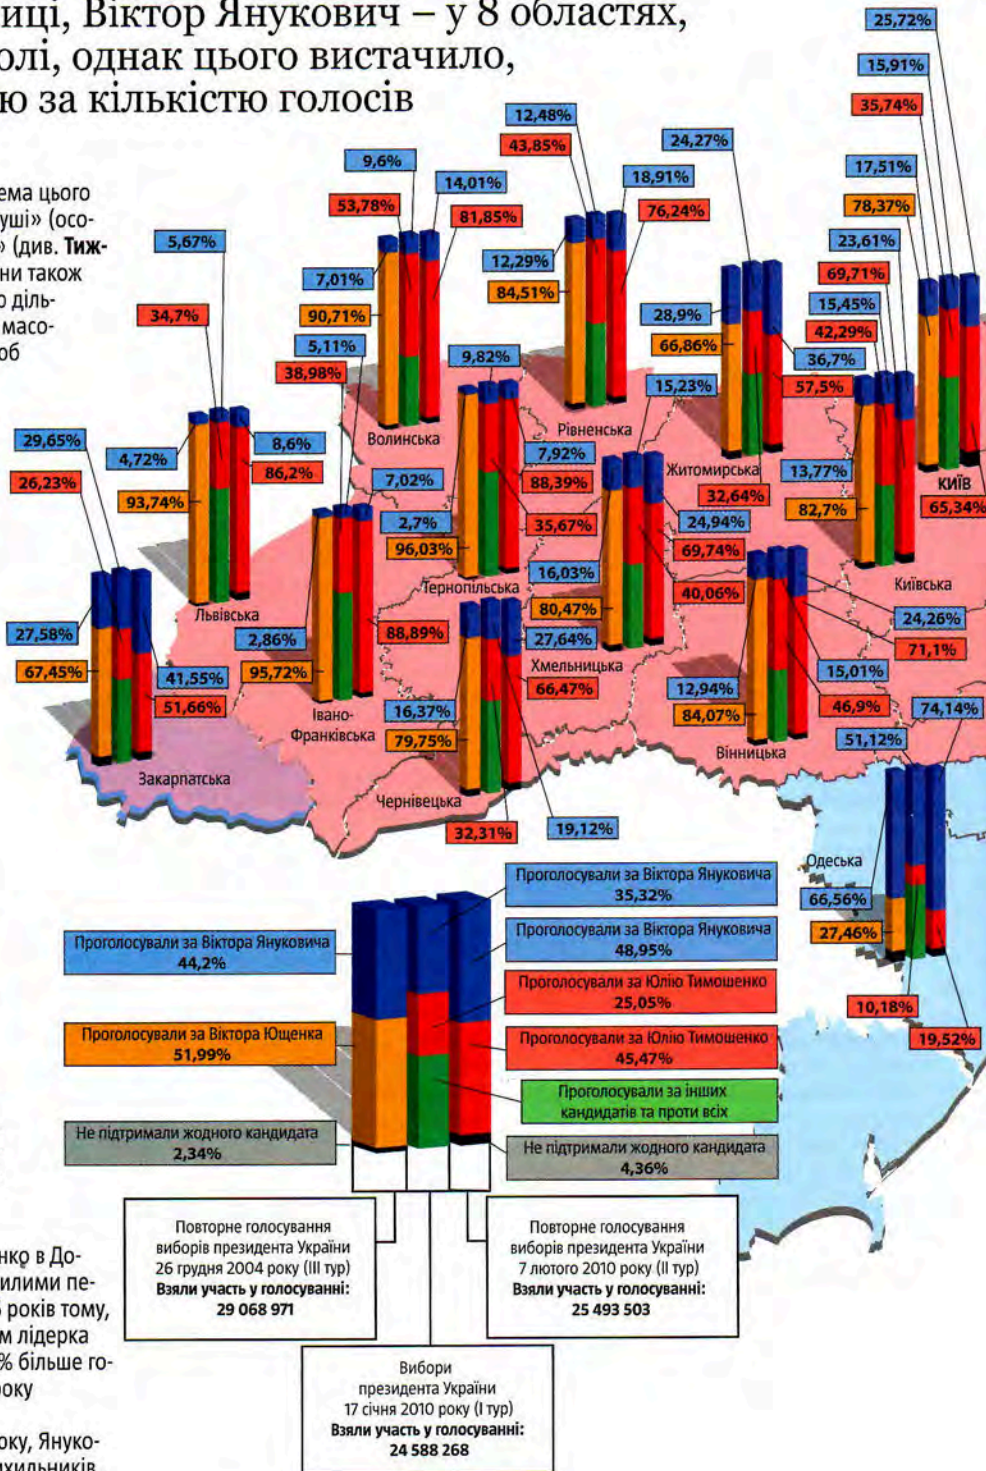 иці, Віктор Янукович – у 8 областях,
олі, однак цього вистачило,
ю за кількістю голосів
ема цього
уші» (осо-
» (див. Тиж-
ни також
о діль-
масо-
об
25,72%
15,91%
35,74%
17,51%
78,37%
23,61%
69,71%
15,45%
42,29%
12,48%
43,85%
24,27%
9,6%
53,78%
14,01%
81,85%
18,91%
76,24%
5,67%
34,7%
7,01%
90,71%
5,11%
38,98%
12,29%
84,51%
28,9%
66,86%
36,7%
57,5%
9,82%
15,23%
Волинська
Рівненська
Житомирська
київ
29,65%
26,23%
4,72%
93,74%
8,6%
86,2%
7,92%
88,39%
13,77%
82,7%
32,64%
65,34%
7,02%
2,7%
96,03%
35,67%
24,94%
69,74%
16,03%
80,47%
40,06%
Тернопільська
Київська
Львівська
27,58%
67,45%
2,86%
95,72%
88,89%
27,64%
Хмельницька
66,47%
24,26%
71,1%
41,55%
51,66%
Івано-
Франківська
16,37%
79,75%
12,94%
84,07%
15,01%
46,9%
74,14%
51,12%
Вінницька
Закарпатська
Чернівецька
32,31%
19,12%
Одеська
66,56%
27,46%
10,18%
19,52%
Проголосували за Віктора Януковича
35,32%
Проголосували за Віктора Януковича
44,2%
Проголосували за Віктора Януковича
48,95%
Проголосували за Юлію Тимошенко
25,05%
Проголосували за Віктора Ющенка
51,99%
Проголосували за Юлію Тимошенко
45,47%
Проголосували за інших
кандидатів та проти всіх
Не підтримали жодного кандидата
2,34%
Не підтримали жодного кандидата
4,36%
Повторне голосування
виборів президента України
26 грудня 2004 року (III тур)
Взяли участь у голосуванні:
29 068 971
Повторне голосування
виборів президента України
7 лютого 2010 року (II тур)
Взяли участь у голосуванні:
25 493 503
Вибори
президента України
17 січня 2010 року (I тур)
Взяли участь у голосуванні:
24 588 268
нко в До-
илими пе-
років тому,
м лідерка
% більше го-
оку
оку, Януко-
ихильників